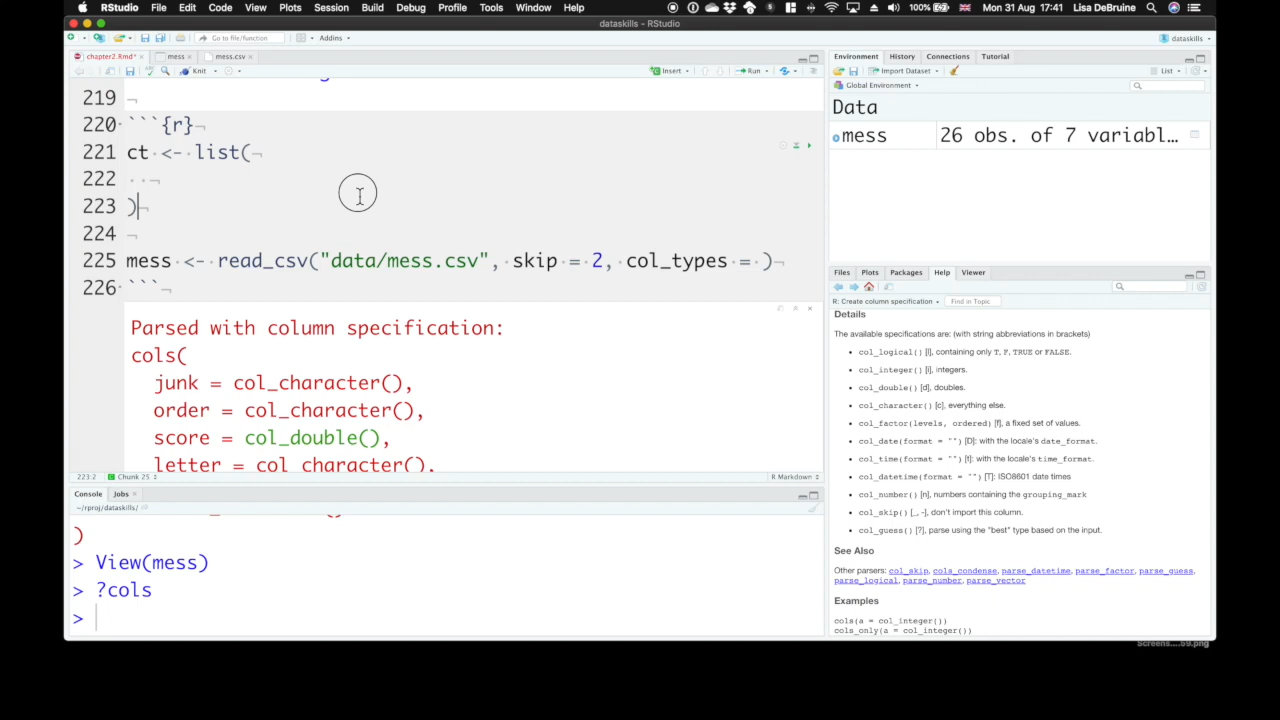 RStudio File Edit Code View Plots Session Build Debug Profile Tools Window Help 100% Mon 31 Aug 17:41 Lisa DeBruine
dataskills - RStudio
Go to file/function Addins dataskills
chapter2.Rmd* mess mess.csv
Knit Insert Run
219 ¬
220 ```{r}¬
221 ct <- list(¬
222 ··¬
223 )¬
224 ¬
225 mess <- read_csv("data/mess.csv", skip = 2, col_types = )¬
226 ```¬
Parsed with column specification:
cols(
junk = col_character(),
order = col_character(),
score = col_double(),
letter = col_character(),
223:2 Chunk 25 R Markdown
Console Jobs
~/rproj/dataskills/
)
> View(mess)
> ?cols
>
Environment History Connections Tutorial
Import Dataset List
Global Environment
Data
mess 26 obs. of 7 variabl…
Files Plots Packages Help Viewer
R: Create column specification Find in Topic
Details
The available specifications are: (with string abbreviations in brackets)
• col_logical() [l], containing only T, F, TRUE or FALSE.
• col_integer() [i], integers.
• col_double() [d], doubles.
• col_character() [c], everything else.
• col_factor(levels, ordered) [f], a fixed set of values.
• col_date(format = "") [D]: with the locale's date_format.
• col_time(format = "") [t]: with the locale's time_format.
• col_datetime(format = "") [T]: ISO8601 date times
• col_number() [n], numbers containing the grouping_mark
• col_skip() [_, -], don't import this column.
• col_guess() [?], parse using the "best" type based on the input.
See Also
Other parsers: col_skip, cols_condense, parse_datetime, parse_factor, parse_guess,
parse_logical, parse_number, parse_vector
Examples
cols(a = col_integer())
cols_only(a = col_integer())
Screens....59.png